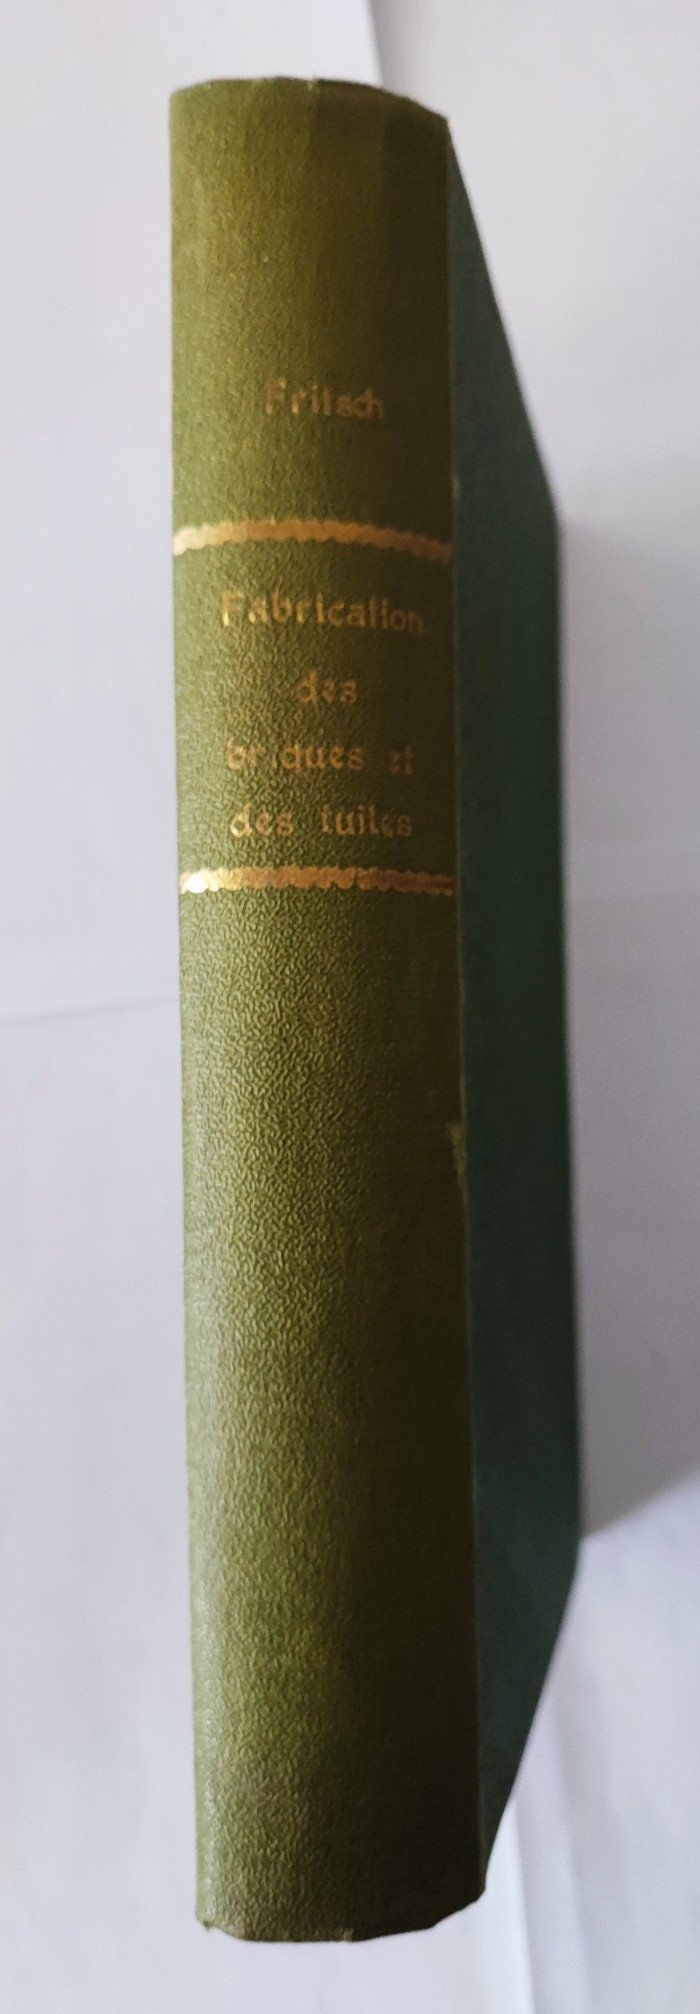 Fritsch
Fabrication
des
briques et
des tuiles